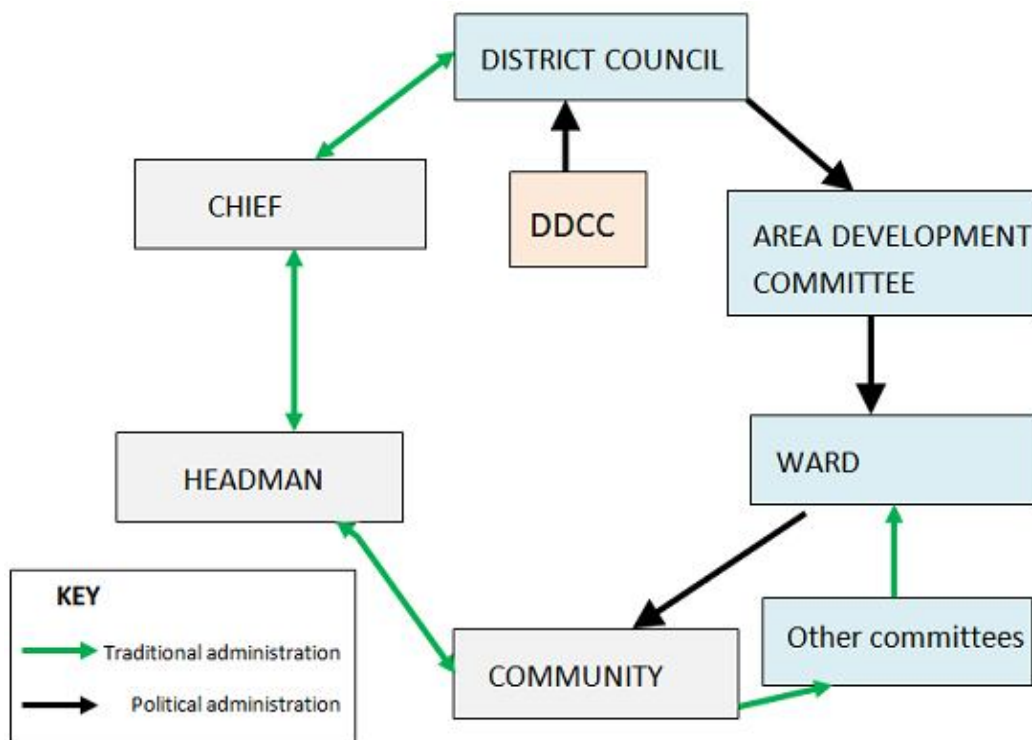 DISTRICT COUNCIL
CHIEF
DDCC
AREA DEVELOPMENT
COMMITTEE
HEADMAN
WARD
KEY
Traditional administration
Political administration
COMMUNITY
Other committees